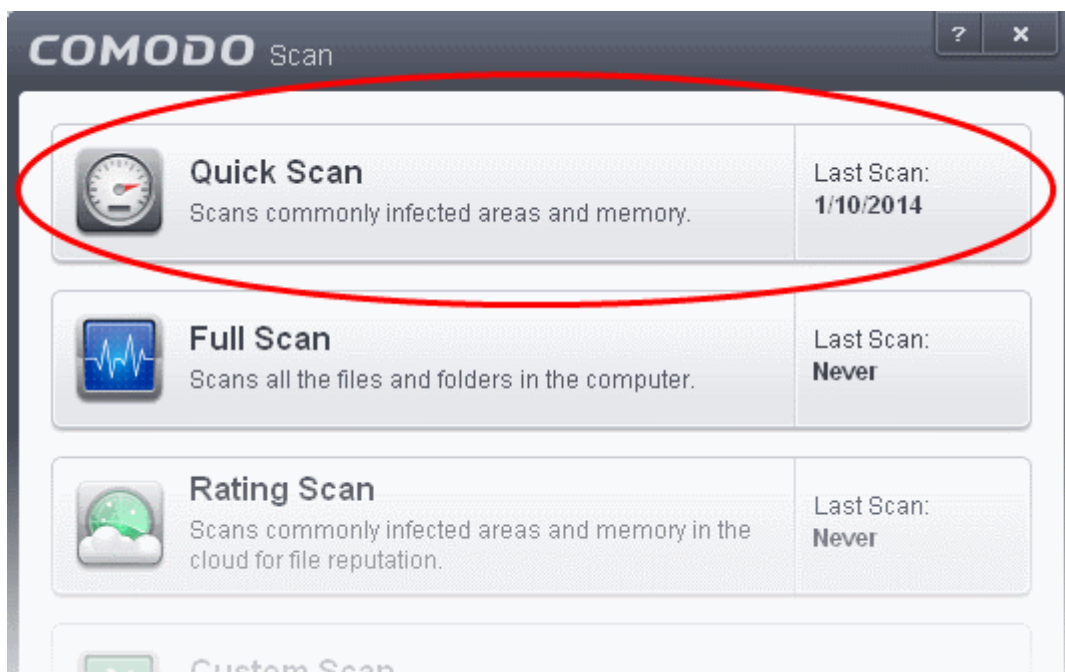 COMODO Scan
? x
Quick Scan
Scans commonly infected areas and memory.
Last Scan:
1/10/2014
Full Scan
Scans all the files and folders in the computer.
Last Scan:
Never
Rating Scan
Scans commonly infected areas and memory in the
cloud for file reputation.
Last Scan:
Never
Custom Scan